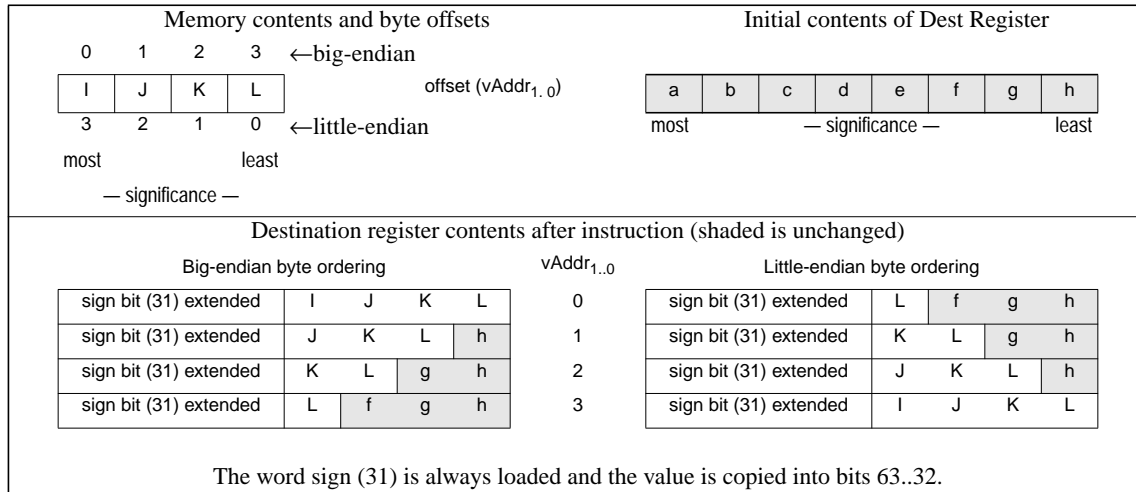 Memory contents and byte offsets
Initial contents of Dest Register
0 1 2 3 ←big-endian
I J K L
offset (vAddr1. 0)
a b c d e f g h
3 2 1 0 ←little-endian
most — significance — least
most least
— significance —
Destination register contents after instruction (shaded is unchanged)
Big-endian byte ordering vAddr1..0 Little-endian byte ordering
sign bit (31) extended I J K L 0 sign bit (31) extended L f g h
sign bit (31) extended J K L h 1 sign bit (31) extended K L g h
sign bit (31) extended K L g h 2 sign bit (31) extended J K L h
sign bit (31) extended L f g h 3 sign bit (31) extended I J K L
The word sign (31) is always loaded and the value is copied into bits 63..32.